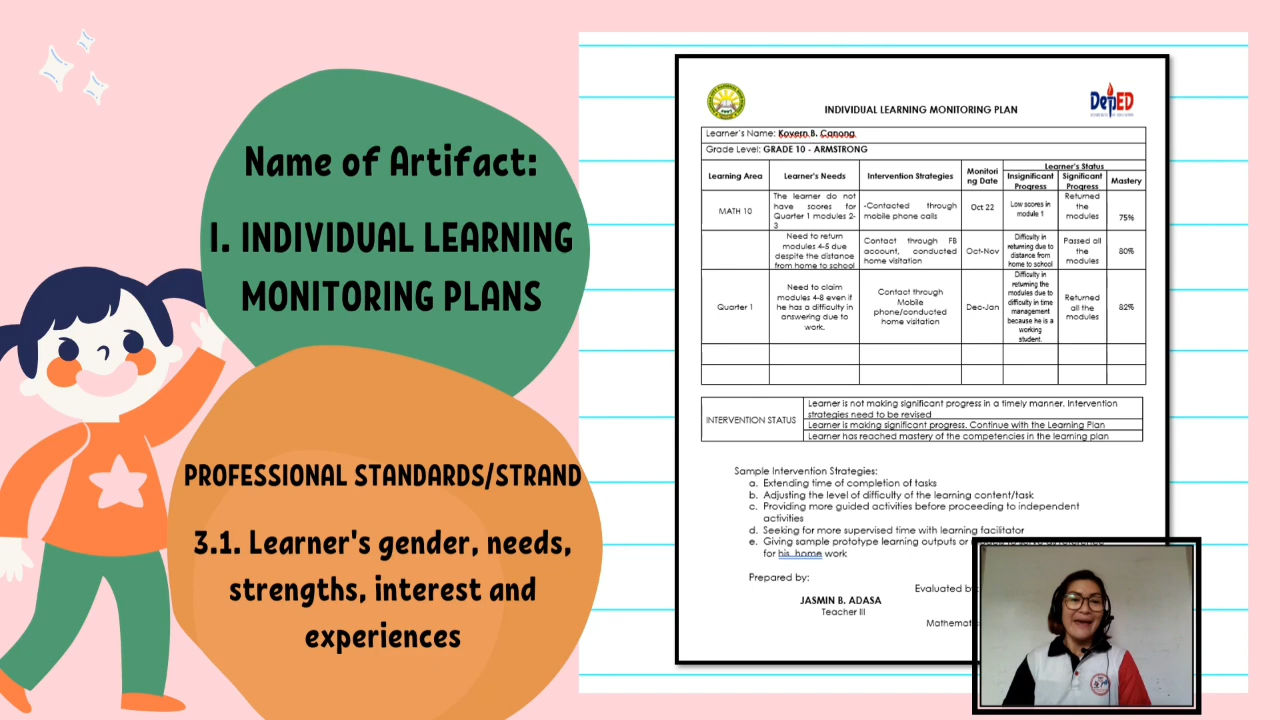 Name of Artifact:
1. INDIVIDUAL LEARNING
MONITORING PLANS
PROFESSIONAL STANDARDS/STRAND
3.1. Learner's gender, needs,
strengths, interest and
experiences
DepED
INDIVIDUAL LEARNING MONITORING PLAN
Learner's Name: Kovern B. Canong
Grade Level: GRADE 10 - ARMSTRONG
Learning Area
Learner's Needs
Intervention Strategies
Monitori
ng Date
Learner's Status
Insignificant
Progress
Significant
Progress
Mastery
MATH 10
The learner do not
have scores for
Quarter 1 modules 2-
3
-Contacted through
mobile phone calls
Oct 22
Low scores in
module 1
Returned
the
modules
75%
Need to return
modules 4-5 due
despite the distance
from home to school
Contact through FB
account, conducted
home visitation
Oct-Nov
Difficulty in
returning due to
distance from
home to school
Passed all
the
modules
80%
Quarter 1
Need to claim
modules 4-8 even if
he has a difficulty in
answering due to
work.
Contact through
Mobile
phone/conducted
home visitation
Dec-Jan
Difficulty in
returning the
modules due to
difficulty in time
management
because he is a
working
student.
Returned
all the
modules
82%
INTERVENTION STATUS
Learner is not making significant progress in a timely manner. Intervention
strategies need to be revised
Learner is making significant progress. Continue with the Learning Plan
Learner has reached mastery of the competencies in the learning plan
Sample Intervention Strategies:
a. Extending time of completion of tasks
b. Adjusting the level of difficulty of the learning content/task
c. Providing more guided activities before proceeding to independent
activities
d. Seeking for more supervised time with learning facilitator
e. Giving sample prototype learning outputs or
for his home work
Prepared by:
Evaluated by
JASMIN B. ADASA
Teacher III
Mathemat